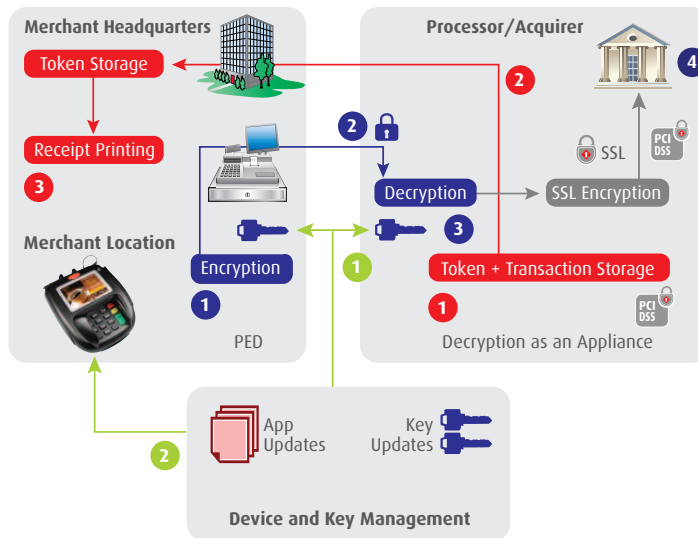 Merchant Headquarters
Token Storage
Receipt Printing
3
Merchant Location
2
Encryption
1
PED
Processor/Acquirer
4
2
SSL
PCI
DSS
Decryption
SSL Encryption
3
1
Token + Transaction Storage
1
PCI
DSS
Decryption as an Appliance
2
App
Updates
Key
Updates
Device and Key Management